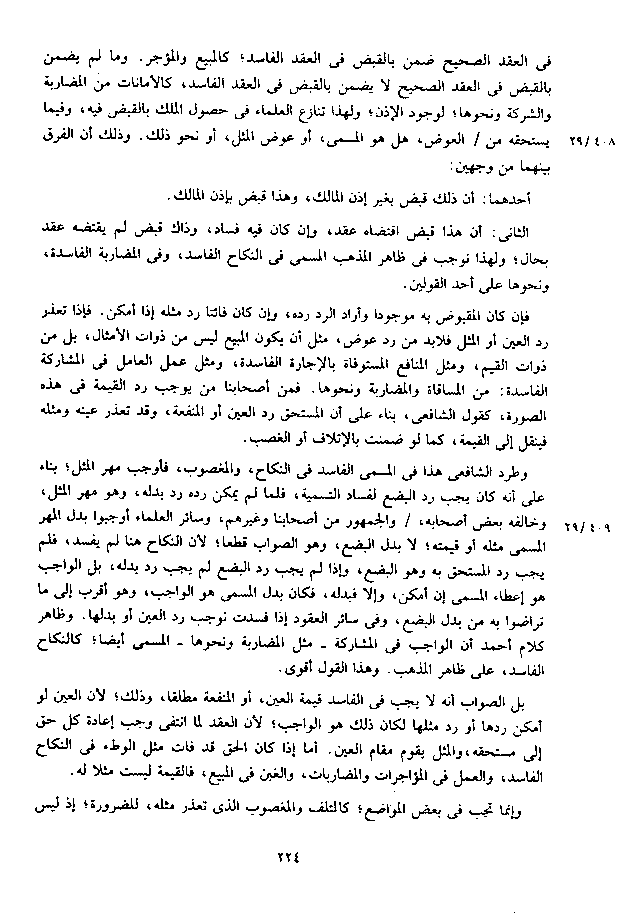 فى العقد الصحيح ضمن بالقبض فى العقد الفاسد؛ كالمبيع والمؤجر. وما لم يضمن
بالقبض فى العقد الصحيح لا يضمن بالقبض فى العقد الفاسد، كالأمانات من المضاربة
والشركة ونحوها؛ لوجود الإذن؛ ولهذا تنازع العلماء فى حصول الملك بالقبض فيه، وفيما
يستحقه من / العوض، هل هو المسمى، أو عوض المثل، أو نحو ذلك. وذلك أن الفرق ٢٩/٤٠٨
بينهما من وجهين:
أحدهما: أن ذلك قبض بغير إذن المالك، وهذا قبض بإذن المالك.
الثانى: أن هذا قبض اقتضاه عقد، وإن كان فيه فساد، وذاك قبض لم يقتضه عقد
بحال؛ ولهذا نوجب فى ظاهر المذهب المسمى فى النكاح الفاسد، وفى المضاربة الفاسدة،
ونحوها على أحد القولين.
فإن كان المقبوض به موجودا وأراد الرد رده، وإن كان فائتا رد مثله إذا أمكن. فإذا تعذر
رد العين أو المثل فلابد من رد عوض، مثل أن يكون المبيع ليس من ذوات الأمثال، بل من
ذوات القيم، ومثل المنافع المستوفاة بالإجارة الفاسدة، ومثل عمل العامل فى المشاركة
الفاسدة: من المساقاة والمضاربة ونحوها. فمن أصحابنا من يوجب رد القيمة فى هذه
الصورة، كقول الشافعى، بناء على أن المستحق رد العين أو المنفعة، وقد تعذر عينه ومثله
فينقل إلى القيمة، كما لو ضمنت بالإتلاف أو الغصب.
وطرد الشافعى هذا فى المسمى الفاسد فى النكاح، والمغصوب، فأوجب مهر المثل؛ بناء
على أنه كان يجب رد البضع لفساد التسمية، فلما لم يمكن رده رد بدله، وهو مهر المثل،
وخالفه بعض أصحابه، / والجمهور من أصحابنا وغيرهم، وسائر العلماء أوجبوا بدل المهر ٢٩/٤٠٩
المسمى مثله أو قيمته؛ لا بدل البضع، وهو الصواب قطعا؛ لأن النكاح هنا لم يفسد، فلم
يجب رد المستحق به وهو البضع، وإذا لم يجب رد البضع لم يجب رد بدله، بل الواجب
هو إعطاء المسمى إن أمكن، وإلا فبدله، فكان بدل المسمى هو الواجب، وهو أقرب إلى ما
تراضوا به من بدل البضع، وفى سائر العقود إذا فسدت نوجب رد العين أو بدلها. وظاهر
كلام أحمد أن الواجب فى المشاركة ـ مثل المضاربة ونحوها ـ المسمى أيضا؛ كالنكاح
الفاسد، على ظاهر المذهب. وهذا القول أقوى.
بل الصواب أنه لا يجب فى الفاسد قيمة العين، أو المنفعة مطلقا، وذلك؛ لأن العين لو
أمكن ردها أو رد مثلها لكان ذلك هو الواجب؛ لأن العقد لما انتفى وجب إعادة كل حق
إلى مستحقه، والمثل يقوم مقام العين. أما إذا كان الحق قد فات مثل الوطء فى النكاح
الفاسد، والعمل فى المؤاجرات والمضاربات، والغبن فى المبيع، فالقيمة ليست مثلا له.
وإنما تجب فى بعض المواضع؛ كالتلف والمغصوب الذى تعذر مثله، للضرورة؛ إذ ليس
٢٢٤